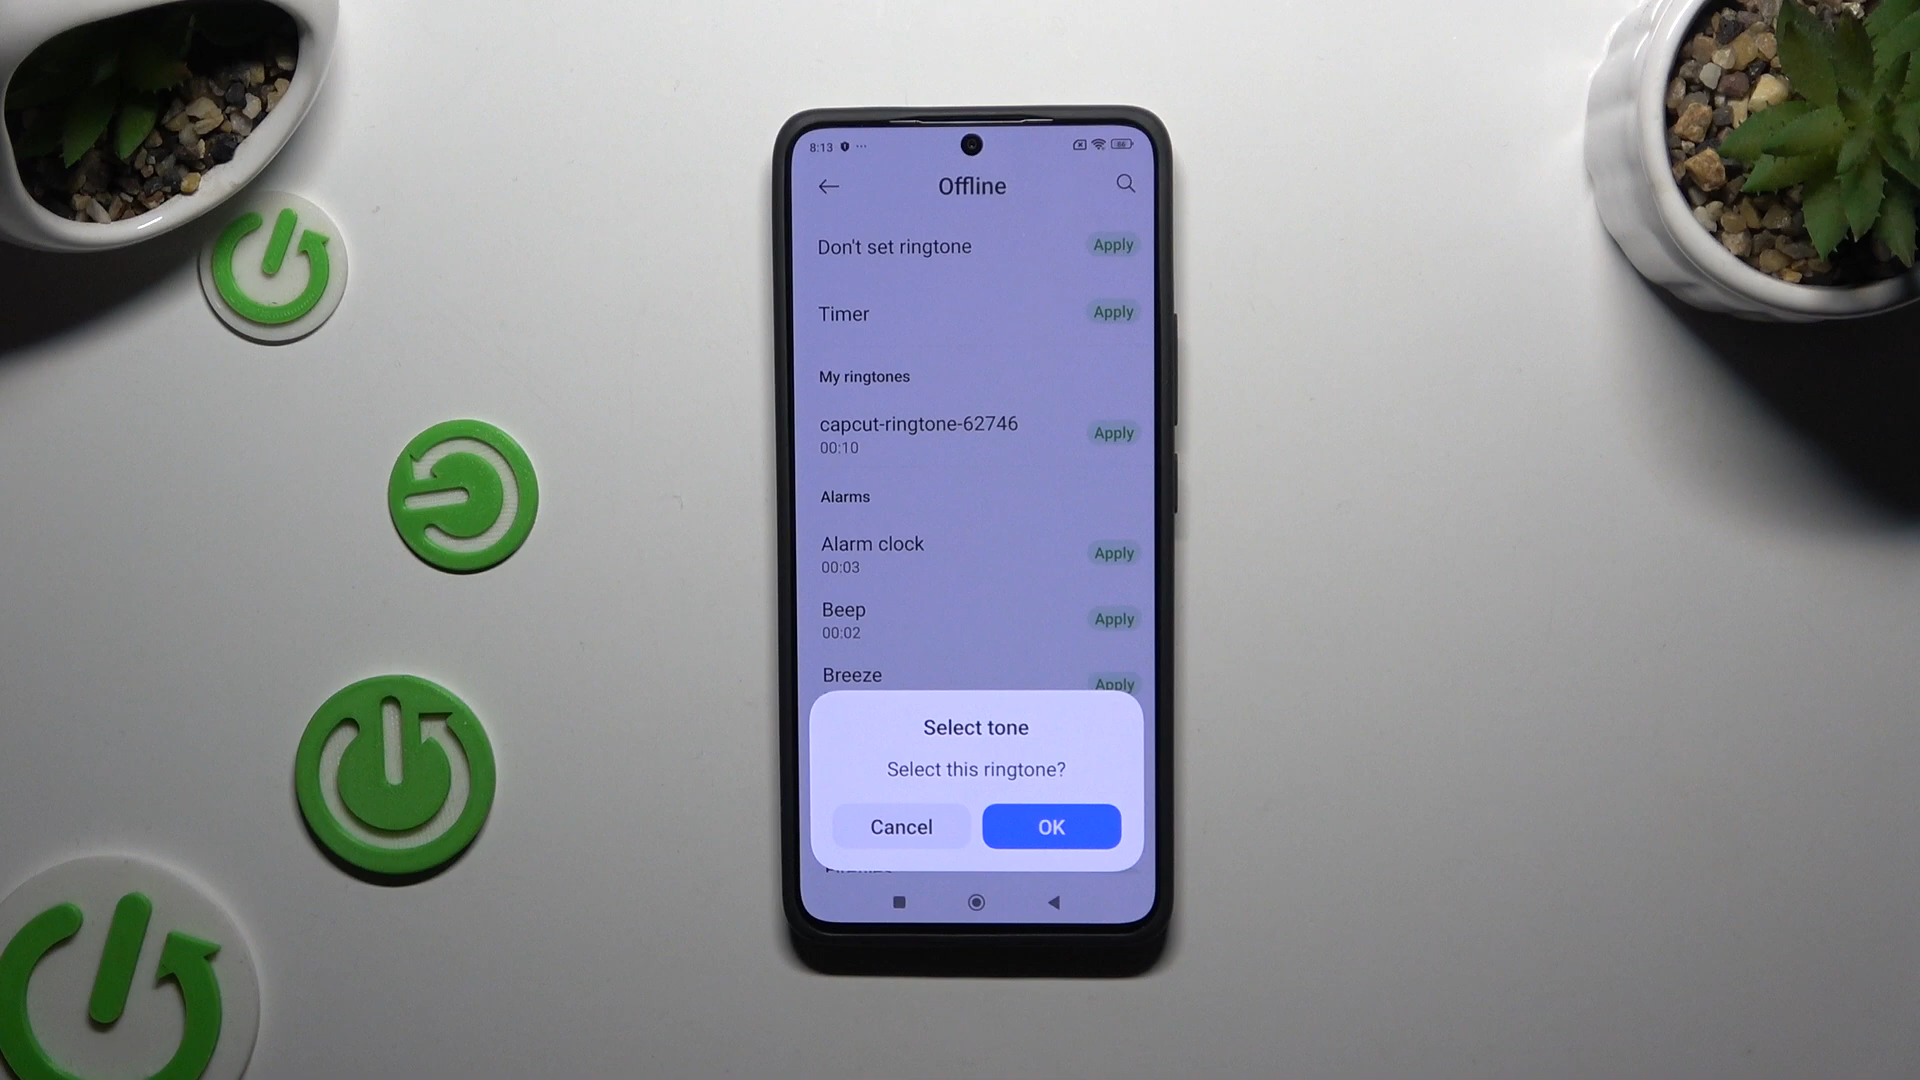 8:13
66
Offline
Don't set ringtone Apply
Timer Apply
My ringtones
capcut-ringtone-62746 Apply
00:10
Alarms
Alarm clock Apply
00:03
Beep Apply
00:02
Breeze Apply
Select tone
Select this ringtone?
Cancel OK